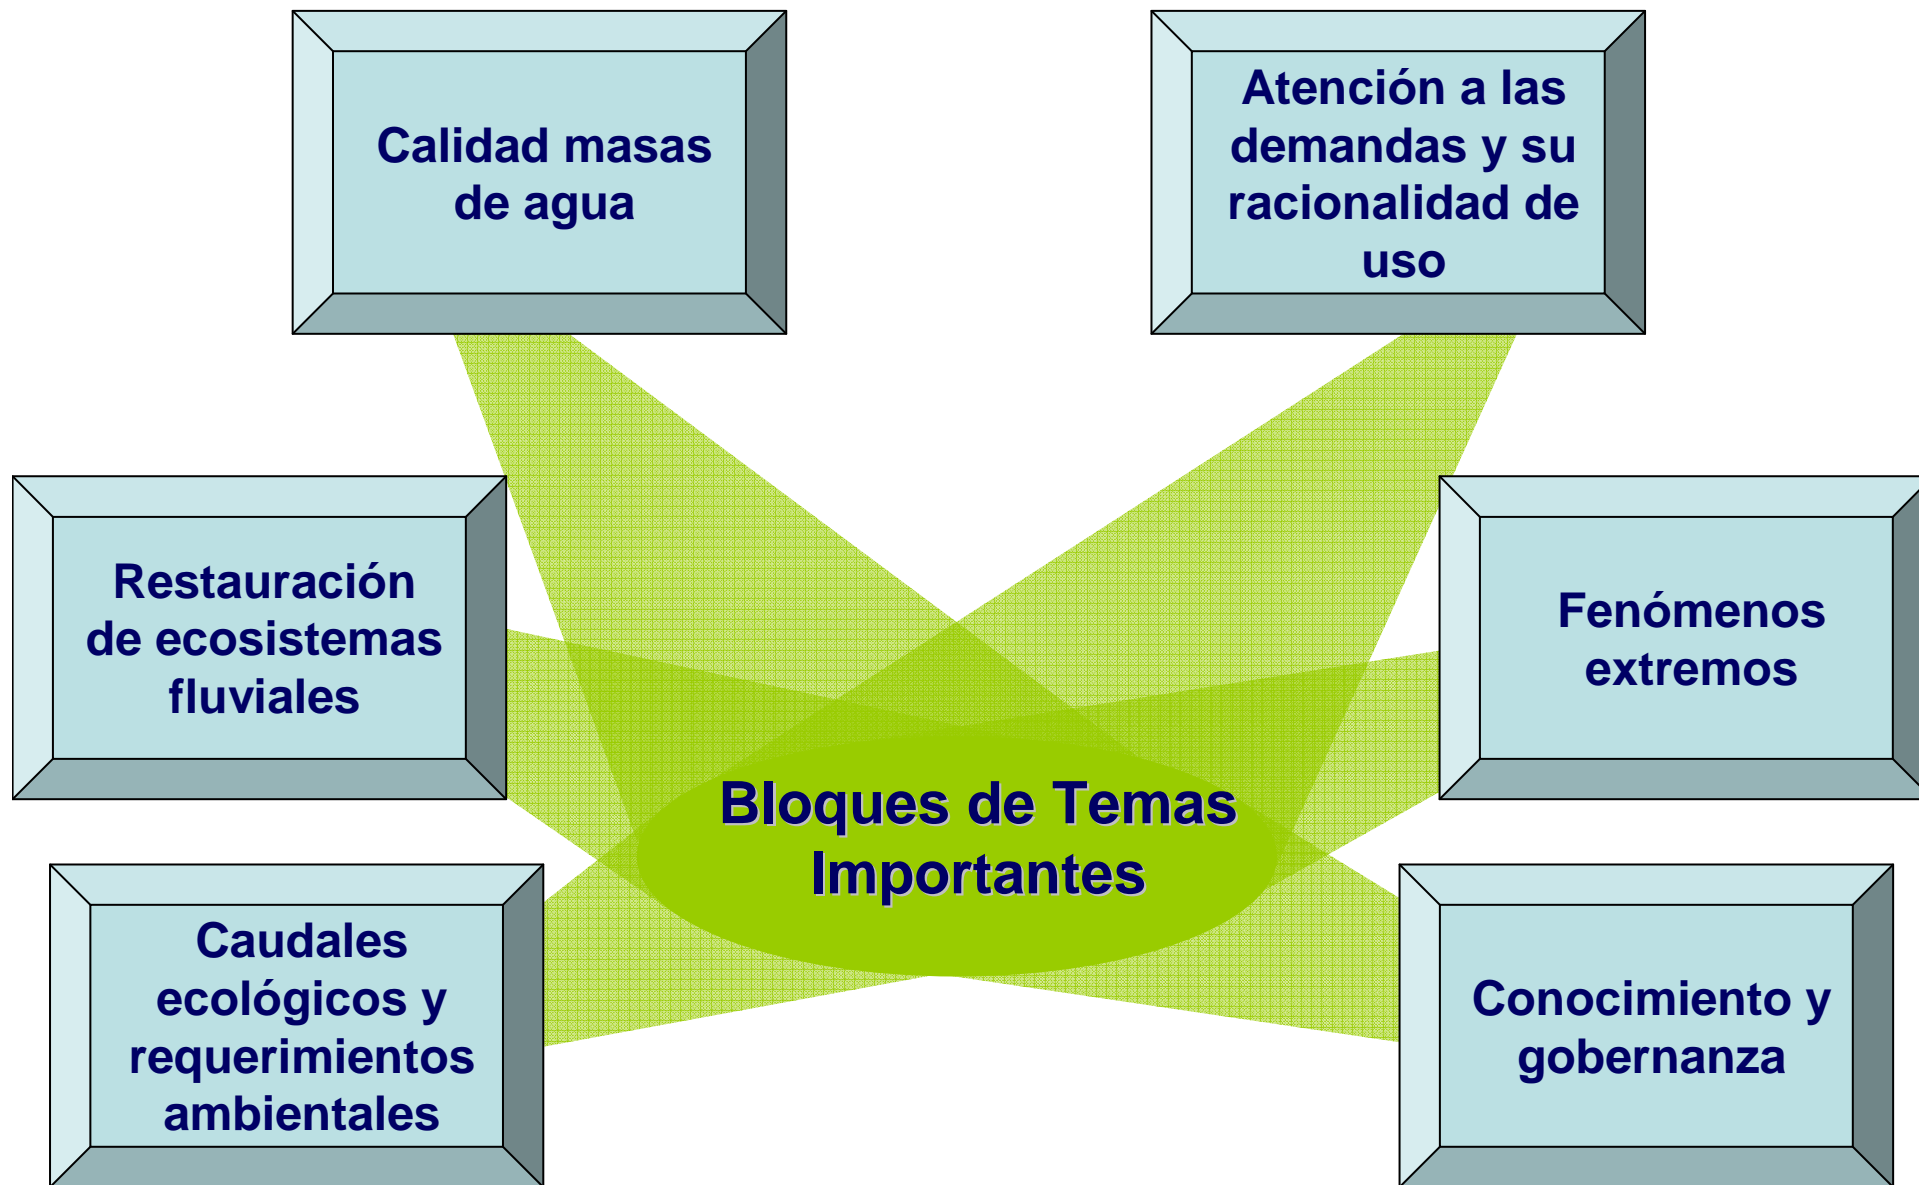 Calidad masas
de agua
Atención a las
demandas y su
racionalidad de
uso
Restauración
de ecosistemas
fluviales
Fenómenos
extremos
Bloques de Temas
Importantes
Caudales
ecológicos y
requerimientos
ambientales
Conocimiento y
gobernanza